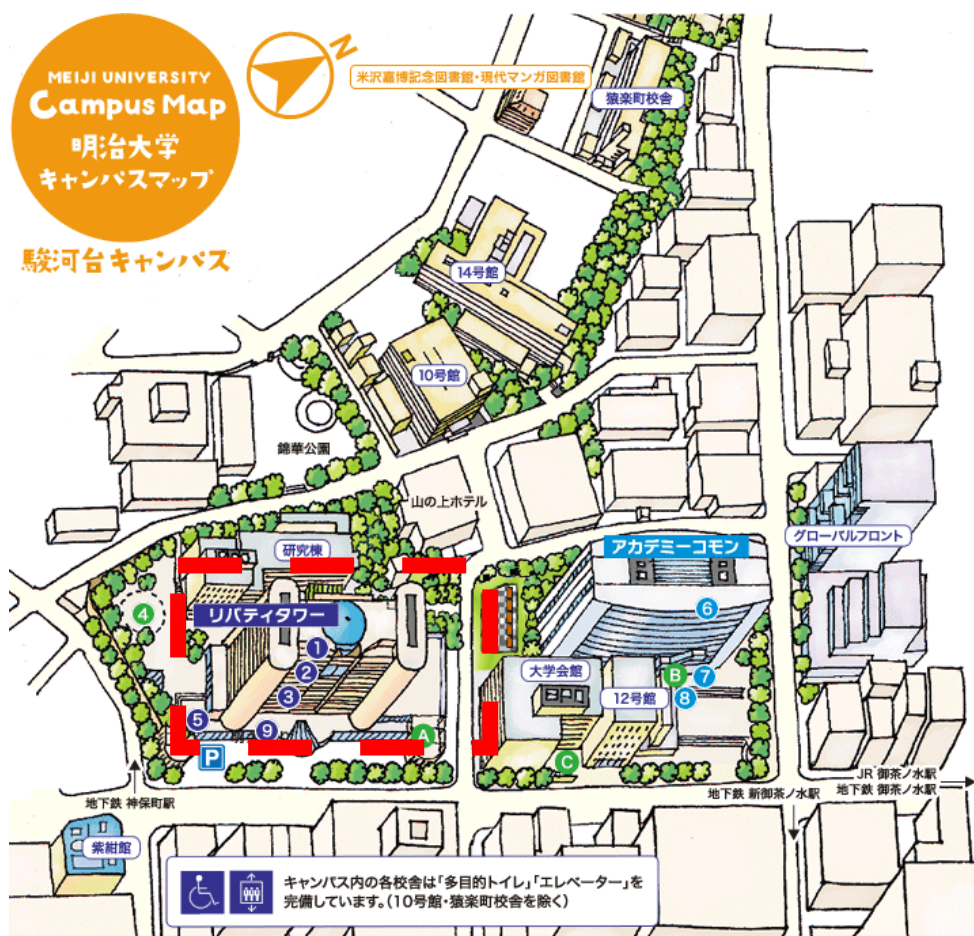 MEIJI UNIVERSITY
Campus Map
明治大学
キャンパスマップ
駿河台キャンパス
N
米沢嘉博記念図書館・現代マンガ図書館
猿楽町校舎
14号館
10号館
錦華公園
山の上ホテル
グローバルフロント
研究棟
アカデミーコモン
リバティタワー
4
6
1
2
3
5
9
大学会館
12号館
B
7
8
A
C
P
地下鉄 神保町駅
JR 御茶ノ水駅
地下鉄 新御茶ノ水駅
地下鉄 御茶ノ水駅
紫紺館
キャンパス内の各校舎は「多目的トイレ」「エレベーター」を
完備しています。(10号館・猿楽町校舎を除く)